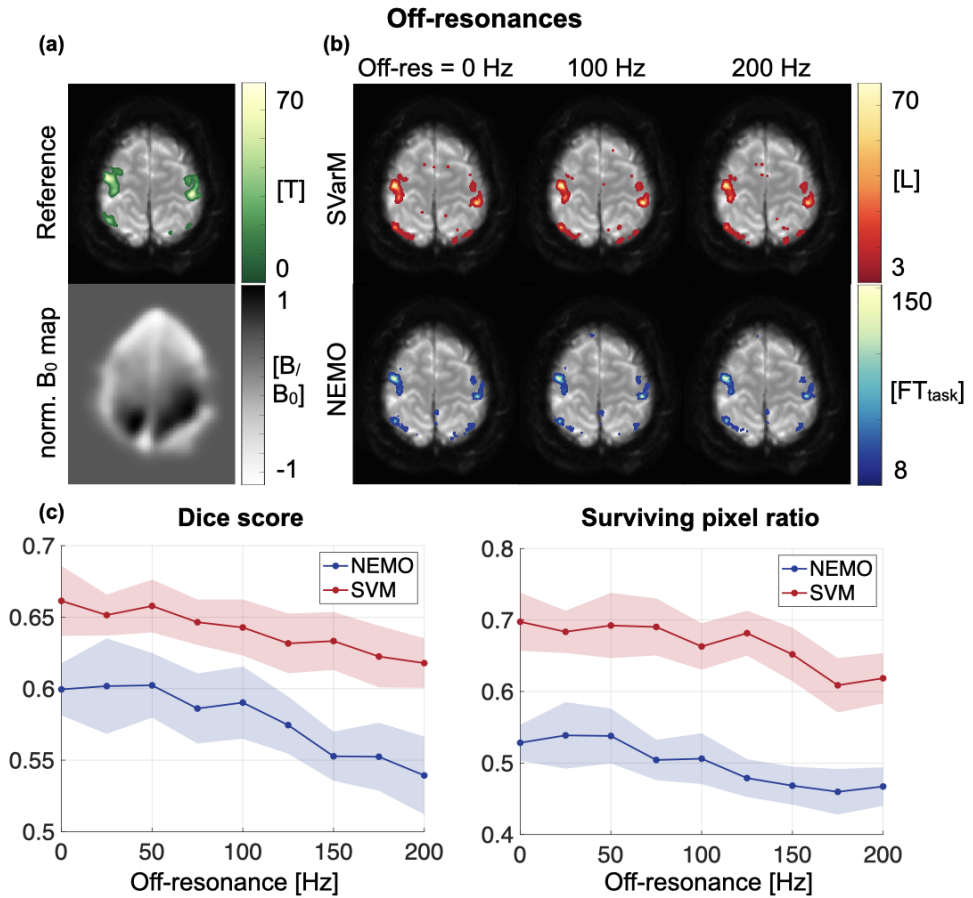 Off-resonances
(a)
(b)
Off-res = 0 Hz
100 Hz
200 Hz
Reference
70
[T]
0
SVarM
70
[L]
3
norm. B₀ map
1
[B/
B₀]
-1
NEMO
150
[FTtask]
8
(c)
Dice score
0.7
0.65
0.6
0.55
0.5
NEMO
SVM
0
50
100
150
200
Off-resonance [Hz]
Surviving pixel ratio
0.8
0.7
0.6
0.5
0.4
NEMO
SVM
0
50
100
150
200
Off-resonance [Hz]